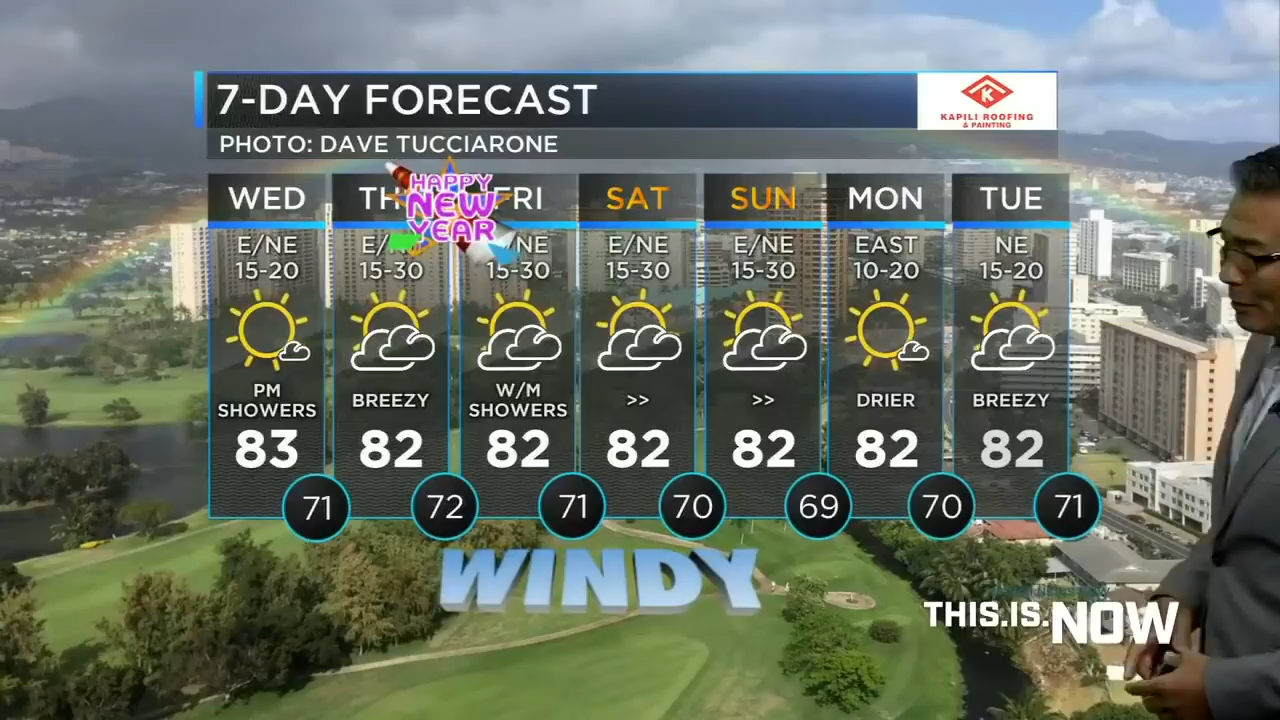 7-DAY FORECAST
K
KAPILI ROOFING
& PAINTING
PHOTO: DAVE TUCCIARONE
HAPPY
NEW
YEAR
WED
E/NE
15-20
PM
SHOWERS
83
71
TH
E/
15-30
BREEZY
82
72
FRI
NE
15-30
W/M
SHOWERS
82
71
SAT
E/NE
15-30
>>
82
70
SUN
E/NE
15-30
>>
82
69
MON
EAST
10-20
DRIER
82
70
TUE
NE
15-20
BREEZY
82
71
WINDY
THIS.IS.NOW